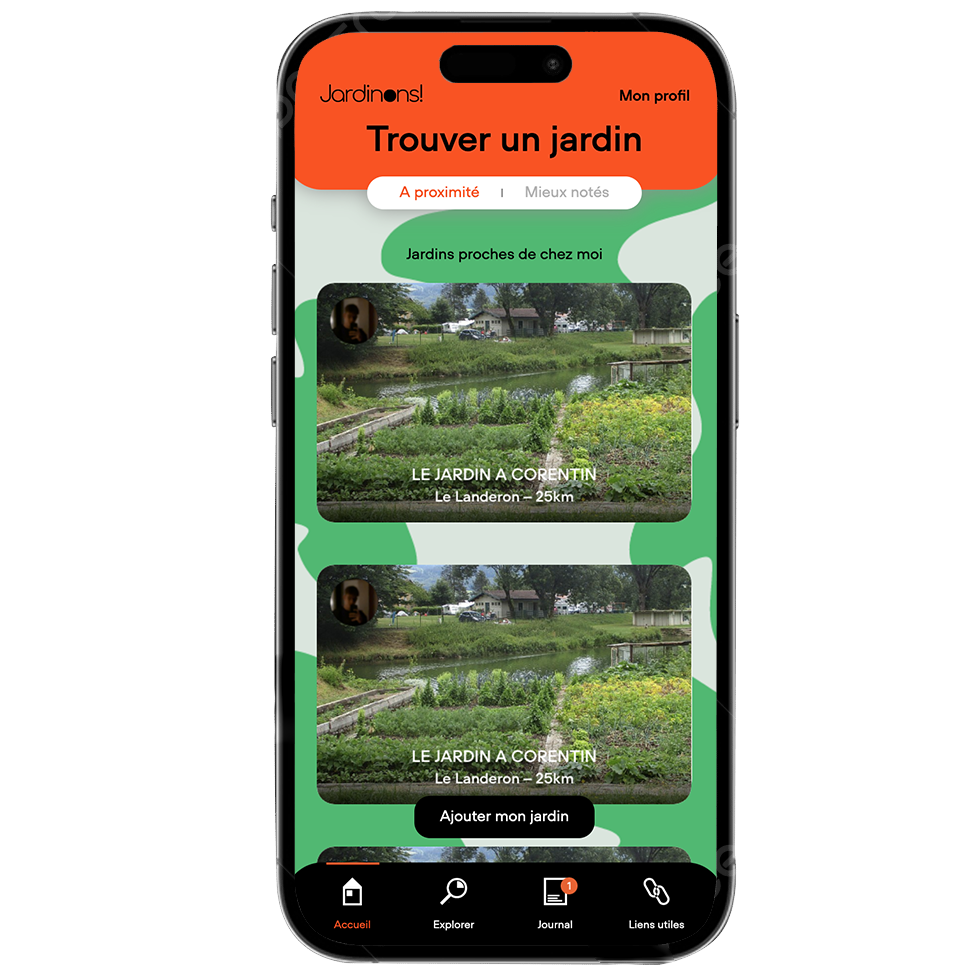 Jardinons!
Mon profil
Trouver un jardin
A proximité | Mieux notés
Jardins proches de chez moi
LE JARDIN A CORENTIN
Le Landeron – 25km
LE JARDIN A CORENTIN
Le Landeron – 25km
Ajouter mon jardin
1
Accueil
Explorer
Journal
Liens utiles